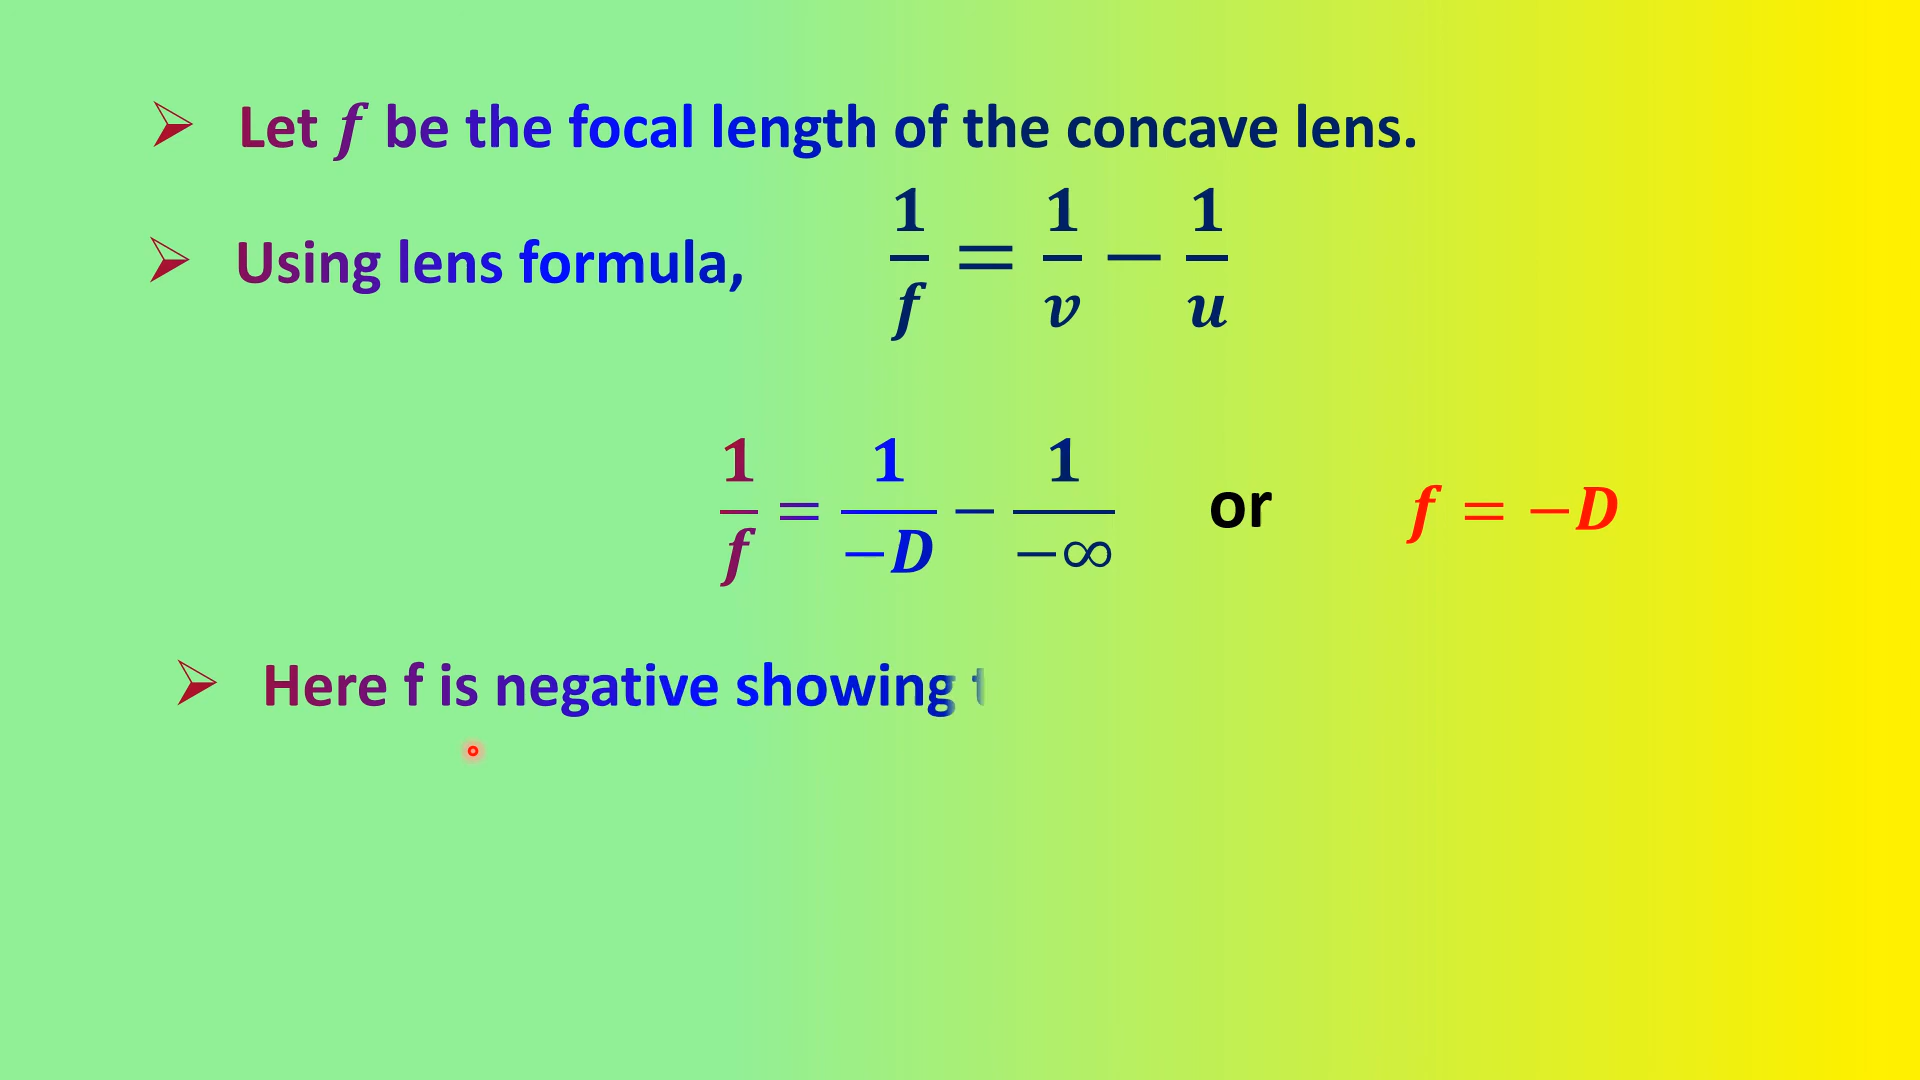 Let f be the focal length of the concave lens.
Using lens formula, 1/f = 1/v − 1/u
1/f = 1/−D − 1/−∞ or f = −D
Here f is negative showing